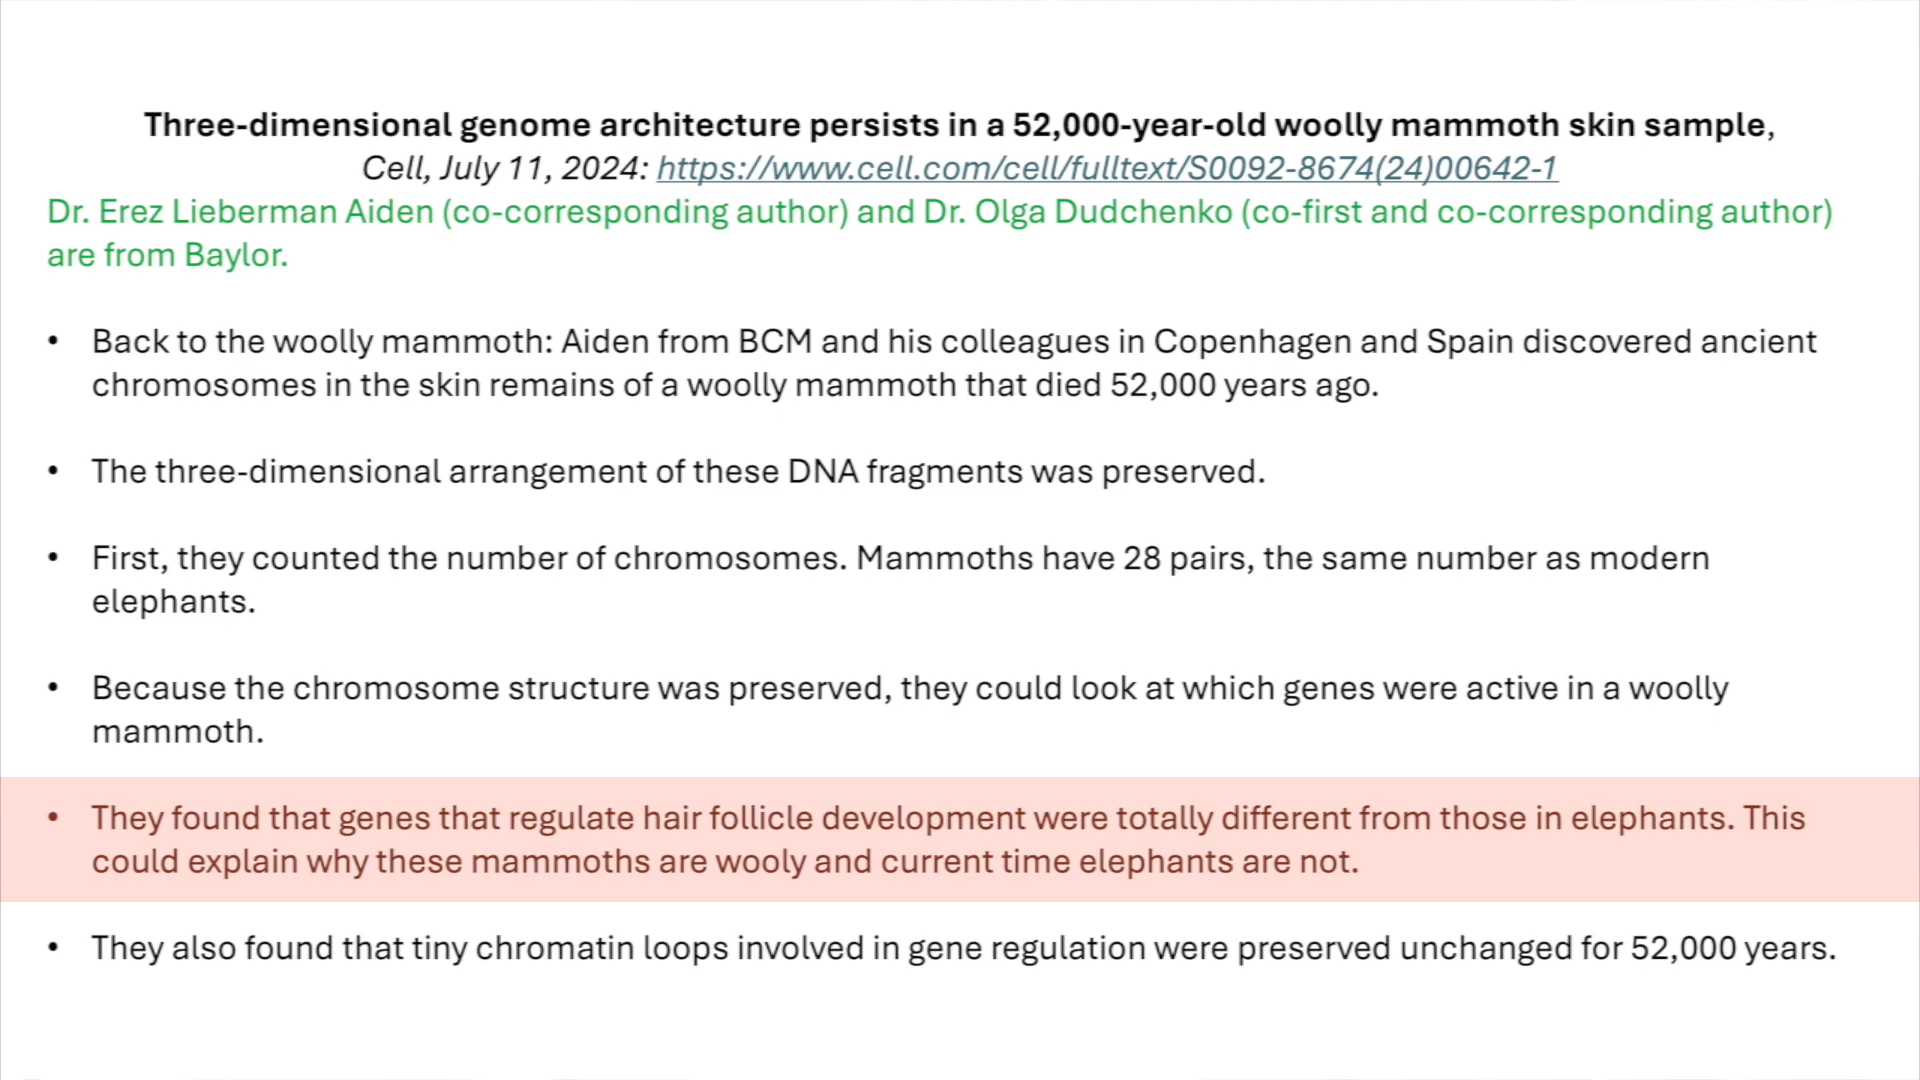 Three-dimensional genome architecture persists in a 52,000-year-old woolly mammoth skin sample,
Cell, July 11, 2024: https://www.cell.com/cell/fulltext/S0092-8674(24)00642-1
Dr. Erez Lieberman Aiden (co-corresponding author) and Dr. Olga Dudchenko (co-first and co-corresponding author)
are from Baylor.
• Back to the woolly mammoth: Aiden from BCM and his colleagues in Copenhagen and Spain discovered ancient
chromosomes in the skin remains of a woolly mammoth that died 52,000 years ago.
• The three-dimensional arrangement of these DNA fragments was preserved.
• First, they counted the number of chromosomes. Mammoths have 28 pairs, the same number as modern
elephants.
• Because the chromosome structure was preserved, they could look at which genes were active in a woolly
mammoth.
• They found that genes that regulate hair follicle development were totally different from those in elephants. This
could explain why these mammoths are wooly and current time elephants are not.
• They also found that tiny chromatin loops involved in gene regulation were preserved unchanged for 52,000 years.